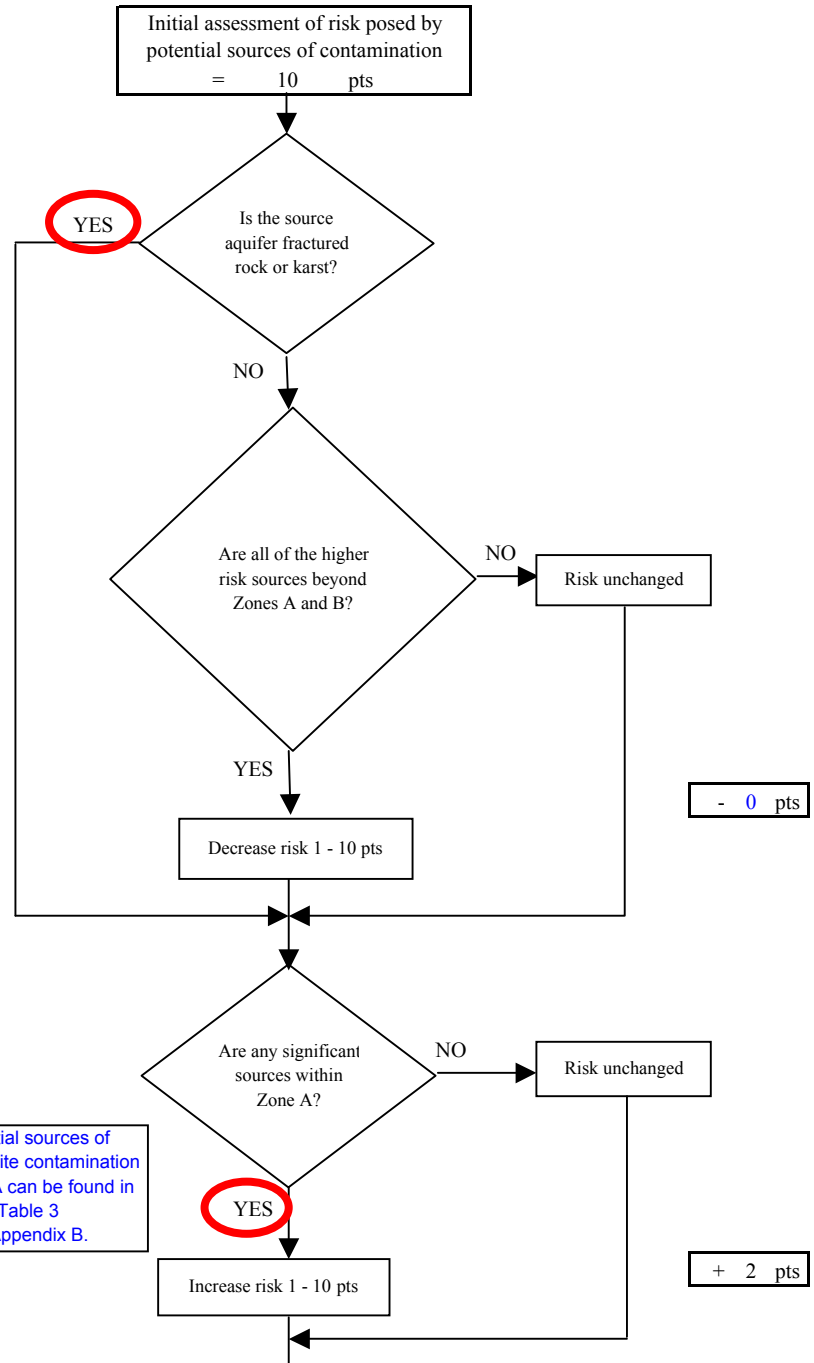 Initial assessment of risk posed by
potential sources of contamination
= 10 pts
YES
Is the source
aquifer fractured
rock or karst?
NO
Are all of the higher
risk sources beyond
Zones A and B?
NO
Risk unchanged
YES
- 0 pts
Decrease risk 1 - 10 pts
Are any significant
sources within
Zone A?
NO
Risk unchanged
tial sources of
ite contamination
can be found in
Table 3
ppendix B.
YES
Increase risk 1 - 10 pts
+ 2 pts